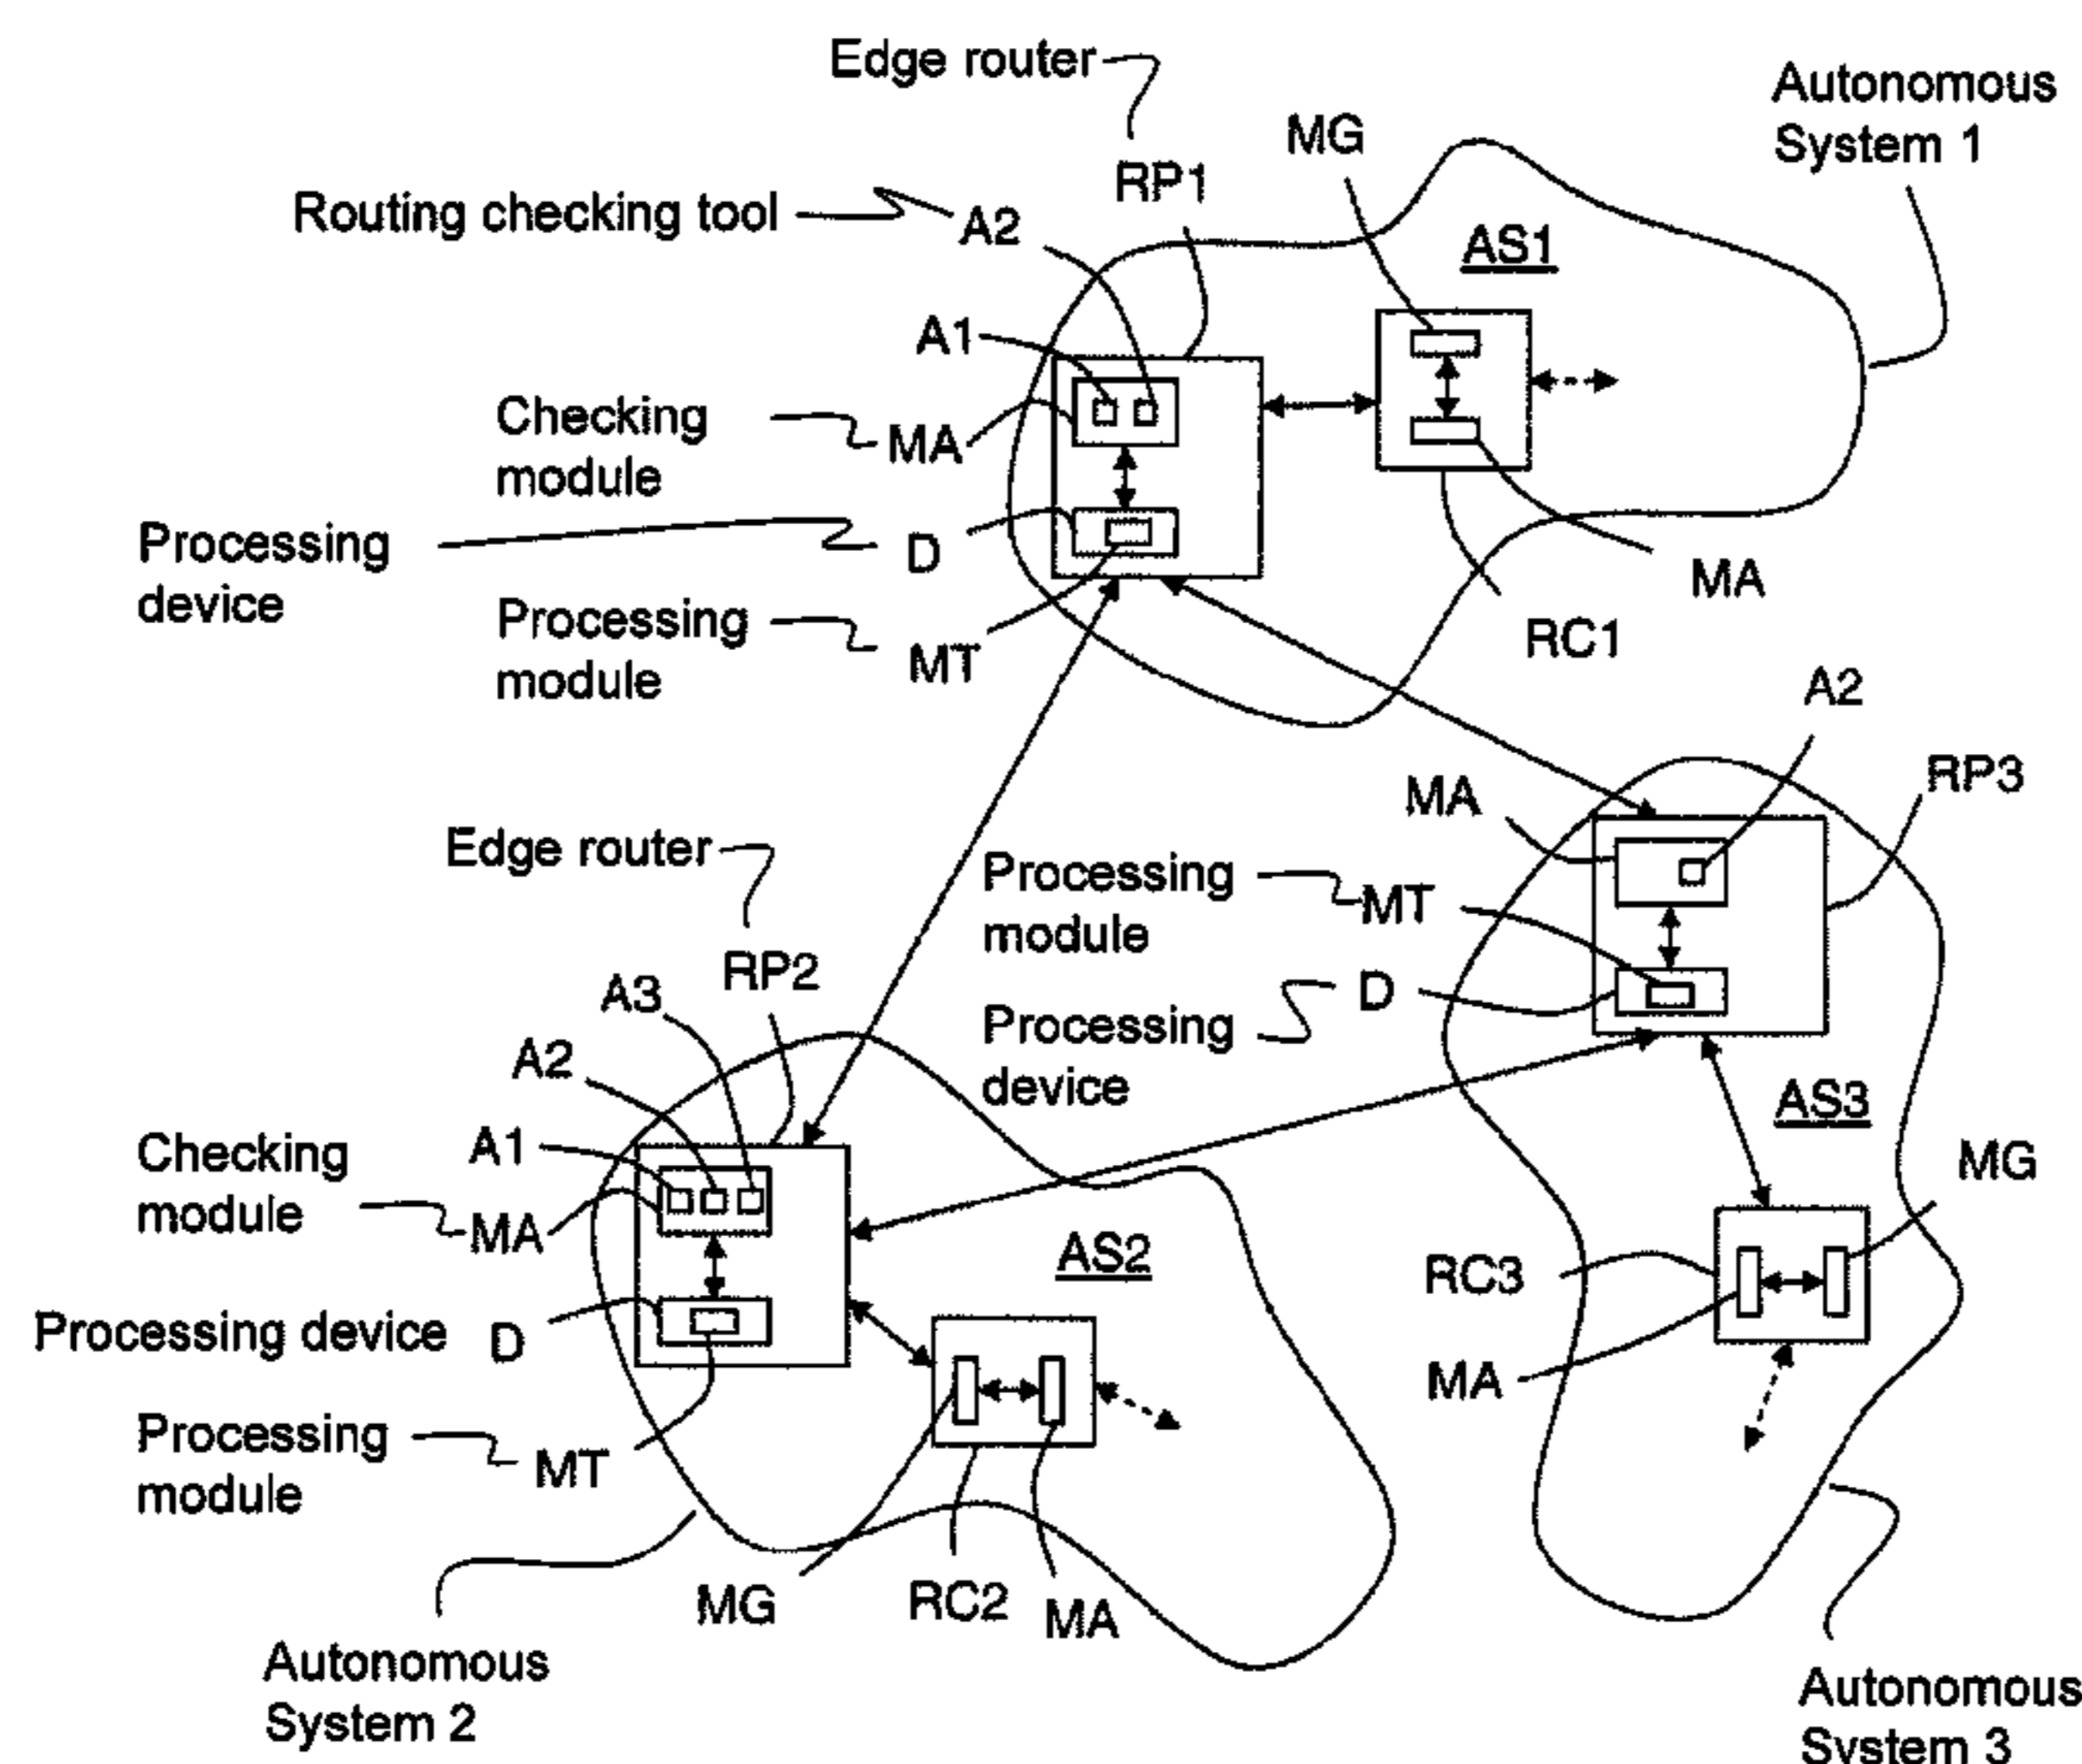 Edge router
Autonomous
System 1
MG
RP1
Routing checking tool
A2
AS1
A1
Checking
module
MA
Processing
device
D
MA
Processing
module
MT
RC1
A2
RP3
MA
Edge router
Processing
module
MT
RP2
A3
D
Processing
device
A2
AS3
A1
MG
Checking
module
MA
AS2
RC3
Processing device
D
MA
Processing
module
MT
MG
RC2
MA
Autonomous
System 2
Autonomous
System 3